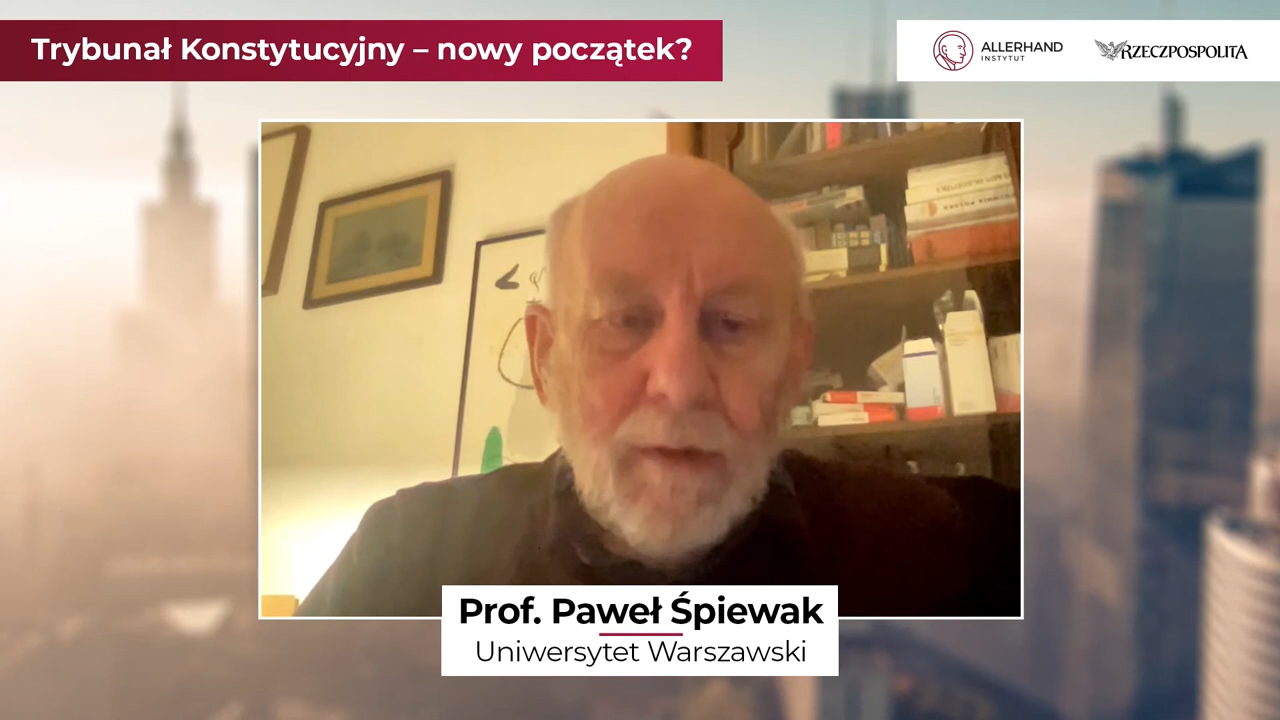 Trybunał Konstytucyjny – nowy początek?
ALLERHAND
INSTYTUT
RZECZPOSPOLITA
Prof. Paweł Śpiewak
Uniwersytet Warszawski